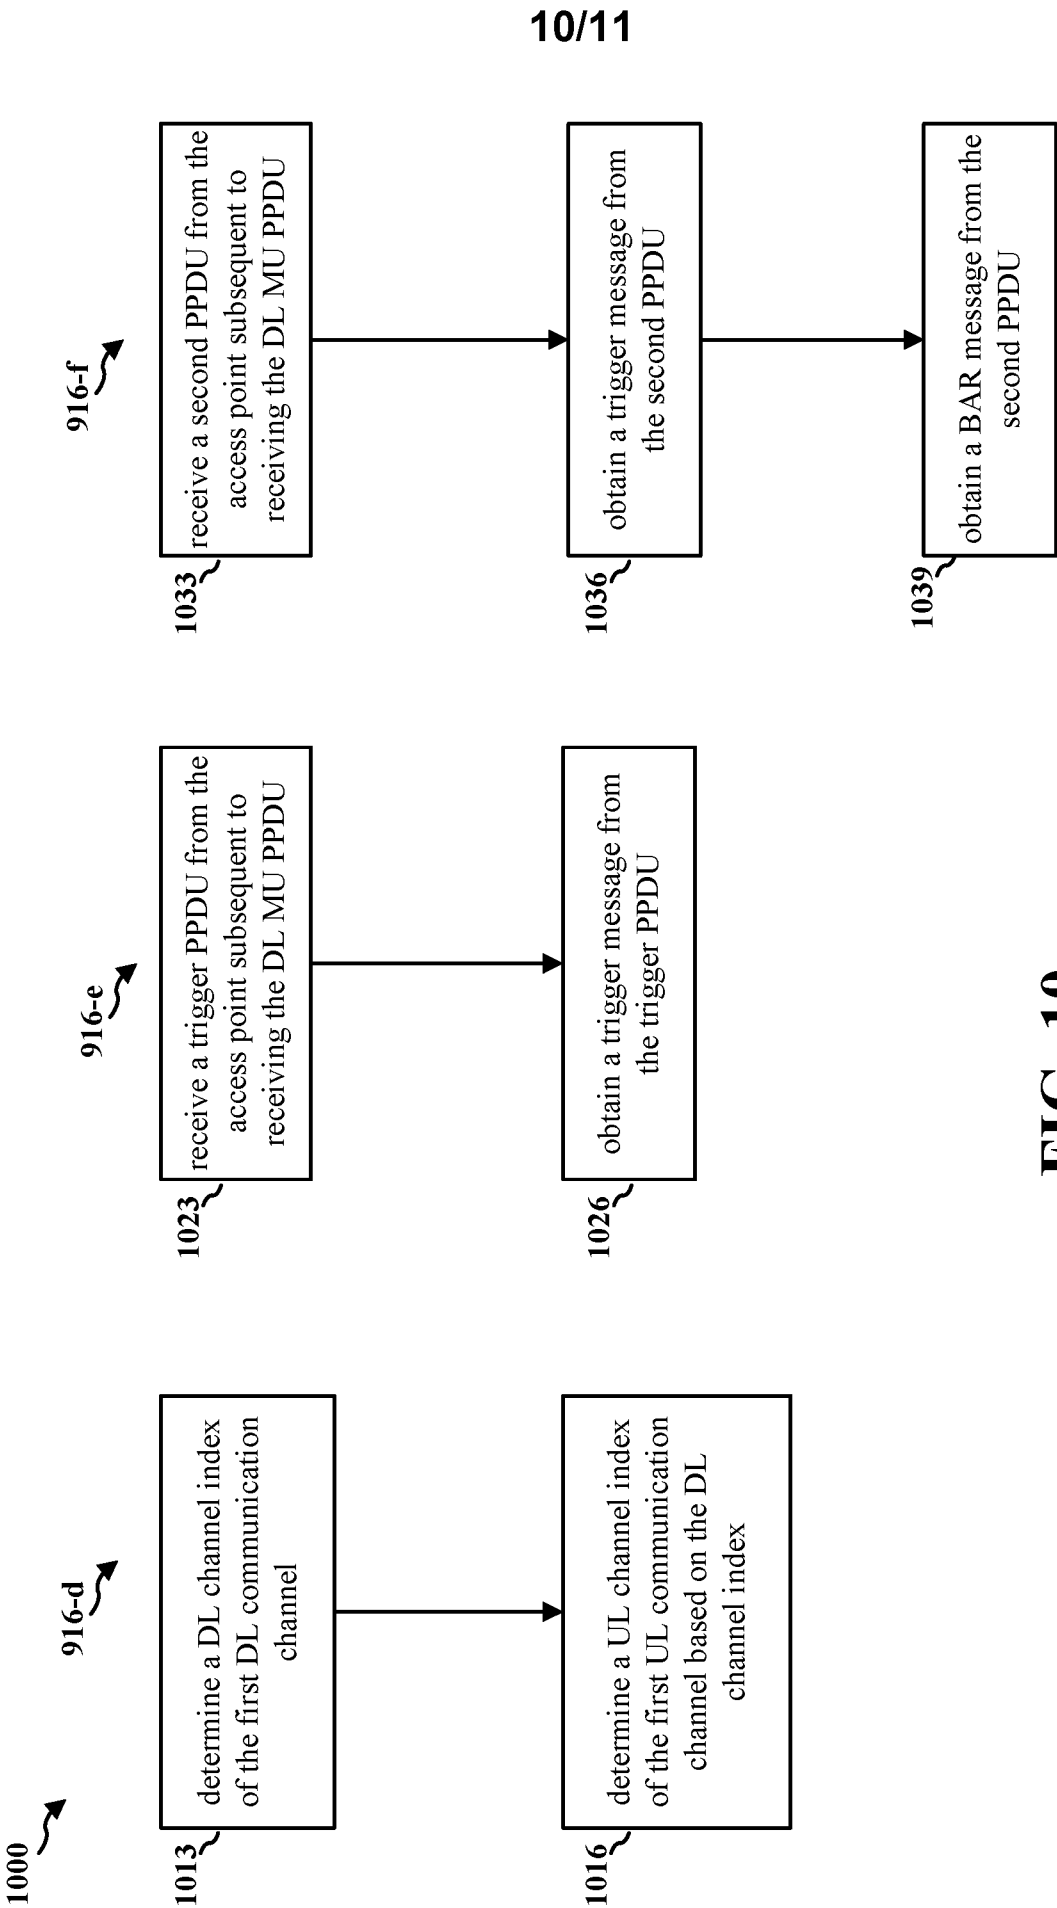 10/11
1000
916-d
1013
determine a DL channel index
of the first DL communication
channel
1016
determine a UL channel index
of the first UL communication
channel based on the DL
channel index
916-e
1023
receive a trigger PPDU from the
access point subsequent to
receiving the DL MU PPDU
1026
obtain a trigger message from
the trigger PPDU
916-f
1033
receive a second PPDU from the
access point subsequent to
receiving the DL MU PPDU
1036
obtain a trigger message from
the second PPDU
1039
obtain a BAR message from the
second PPDU
FIG. 10